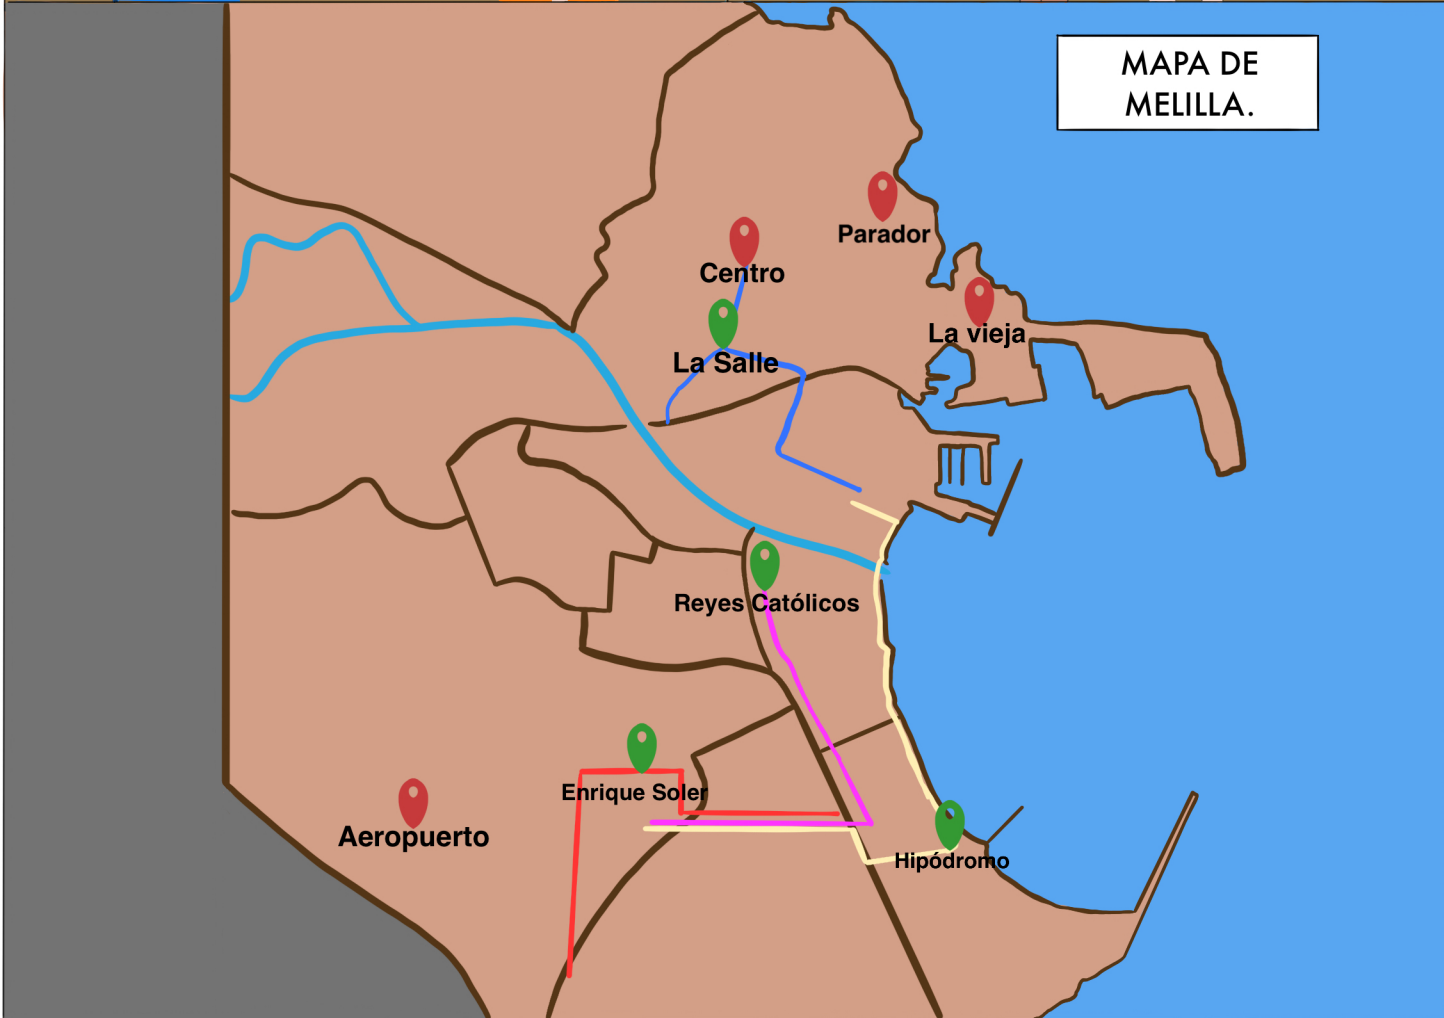 MAPA DE
MELILLA.
Parador
Centro
La vieja
La Salle
Reyes Católicos
Enrique Soler
Aeropuerto
Hipódromo